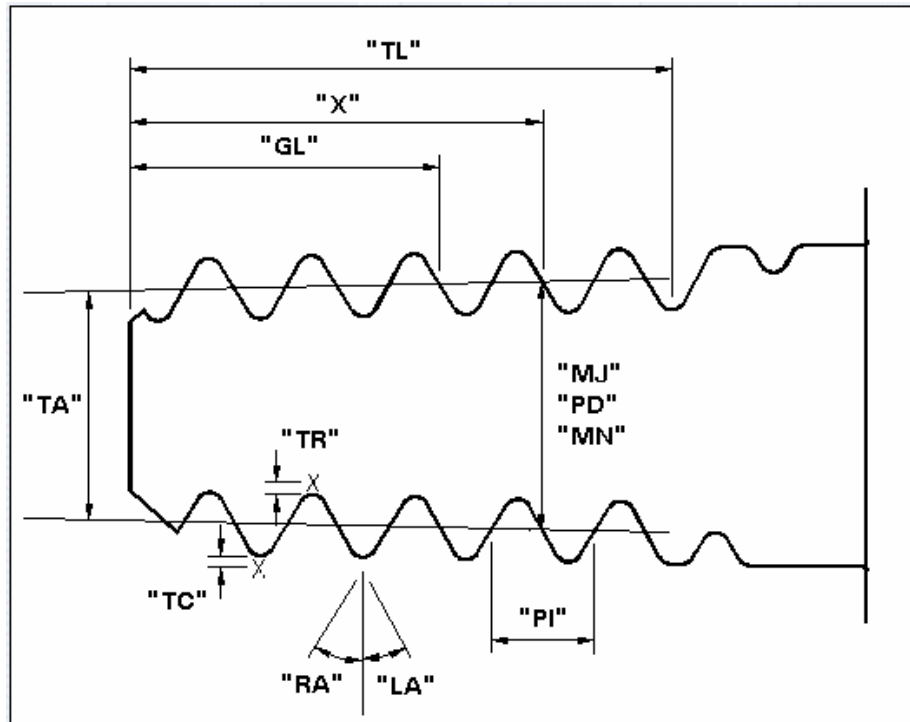 "TL"
"X"
"GL"
"TA"
"MJ"
"PD"
"MN"
"TR"
X
X
"TC"
"PI"
"RA"
"LA"